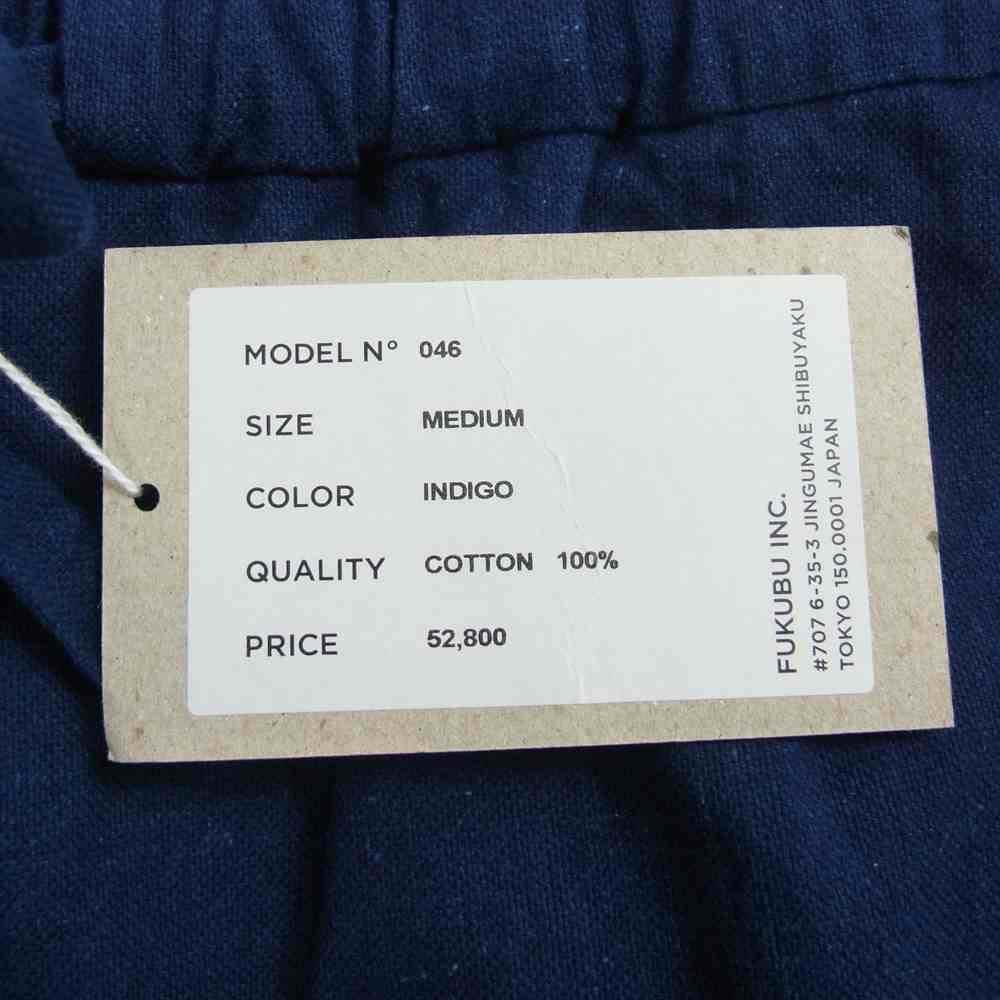 MODEL N° 046
SIZE MEDIUM
COLOR INDIGO
QUALITY COTTON 100%
PRICE 52,800
FUKUBU INC.
#707 6-35-3 JINGUMAE SHIBUYAKU
TOKYO 150.0001 JAPAN